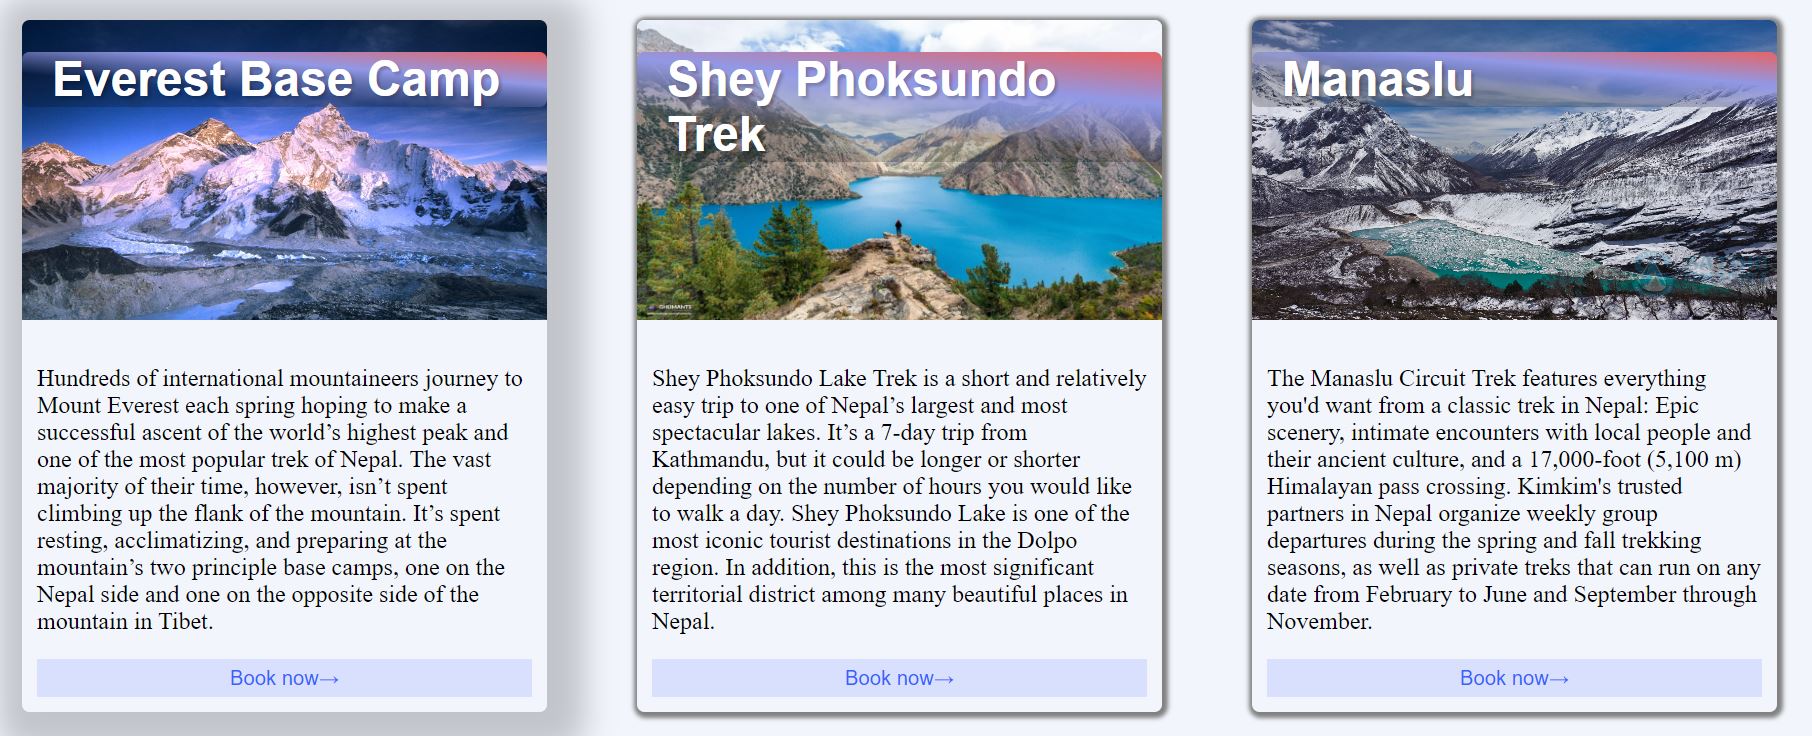 Everest Base Camp
Hundreds of international mountaineers journey to
Mount Everest each spring hoping to make a
successful ascent of the world’s highest peak and
one of the most popular trek of Nepal. The vast
majority of their time, however, isn’t spent
climbing up the flank of the mountain. It’s spent
resting, acclimatizing, and preparing at the
mountain’s two principle base camps, one on the
Nepal side and one on the opposite side of the
mountain in Tibet.
Book now→
Shey Phoksundo
Trek
Shey Phoksundo Lake Trek is a short and relatively
easy trip to one of Nepal’s largest and most
spectacular lakes. It’s a 7-day trip from
Kathmandu, but it could be longer or shorter
depending on the number of hours you would like
to walk a day. Shey Phoksundo Lake is one of the
most iconic tourist destinations in the Dolpo
region. In addition, this is the most significant
territorial district among many beautiful places in
Nepal.
Book now→
Manaslu
The Manaslu Circuit Trek features everything
you'd want from a classic trek in Nepal: Epic
scenery, intimate encounters with local people and
their ancient culture, and a 17,000-foot (5,100 m)
Himalayan pass crossing. Kimkim's trusted
partners in Nepal organize weekly group
departures during the spring and fall trekking
seasons, as well as private treks that can run on any
date from February to June and September through
November.
Book now→